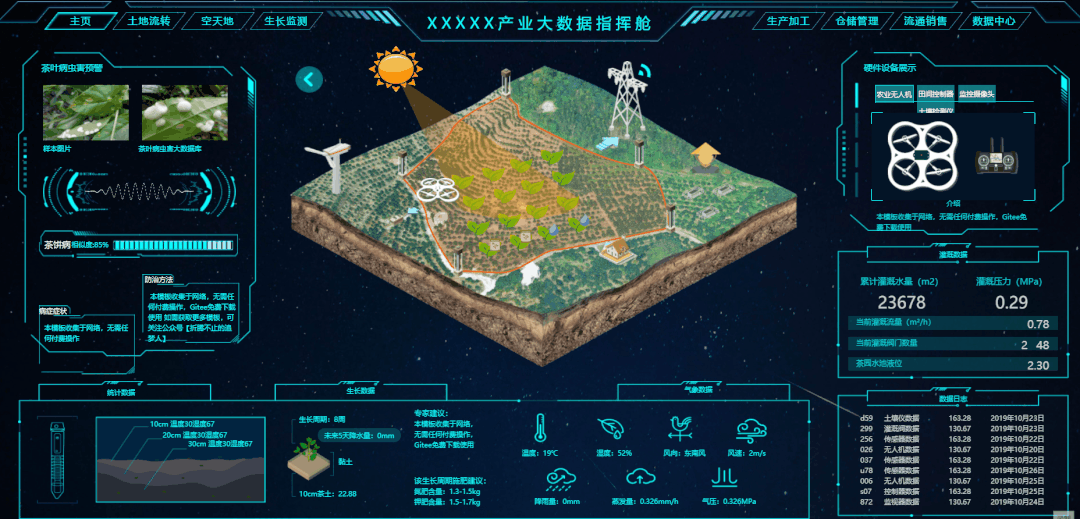 主页
土地流转
空天地
生长监测
XXXXX产业大数据指挥舱
生产加工
仓储管理
流通销售
数据中心
茶叶病虫害预警
样本图片
茶叶病虫害大数据库
茶饼病 相似度:85%
防治方法
本模板收集于网络，无需任
何付费操作，Gitee免费下载
使用 如需获取更多模板，可
关注公众号【折腾不止的追
梦人】
病症症状
本模板收集于网络，无需任
何付费操作
硬件设备展示
农业无人机
田间控制器
监控摄像头
土壤检测仪
介绍
本模板收集于网络，无需任何付费操作，Gitee免
费下载使用
灌溉数据
累计灌溉水量（m2）
灌溉压力（MPa）
23678
0.29
当前灌溉流量（m³/h）
0.78
当前灌溉阀门数量
2 48
茶园水地液位
2.30
统计数据
10cm 温度30湿度67
20cm 温度30湿度67
30cm 温度30湿度67
生长数据
生长周期：8周
未来5天降水量：0mm
黏土
10cm茶土：22.88
专家建议：
本模板收集于网络，
无需任何付费操作，
Gitee免费下载使用
该生长周期施肥建议：
氮肥含量：1.3-1.5kg
钾肥含量：1.5-1.7kg
气象数据
温度：19℃
湿度：52%
风向：东南风
风速：2m/s
降雨量：0mm
蒸发量：0.326mm/h
气压：0.326MPa
数据日志
d59 土壤仪数据 163.28 2019年10月23日
299 灌溉阀数据 130.67 2019年10月23日
256 传感器数据 163.28 2019年10月24日
026 无人机数据 130.67 2019年10月20日
037 传感器数据 163.28 2019年10月22日
u78 传感器数据 163.28 2019年10月26日
006 无人机数据 130.67 2019年10月25日
s07 控制器数据 163.28 2019年10月25日
872 监视器数据 130.67 2019年10月24日